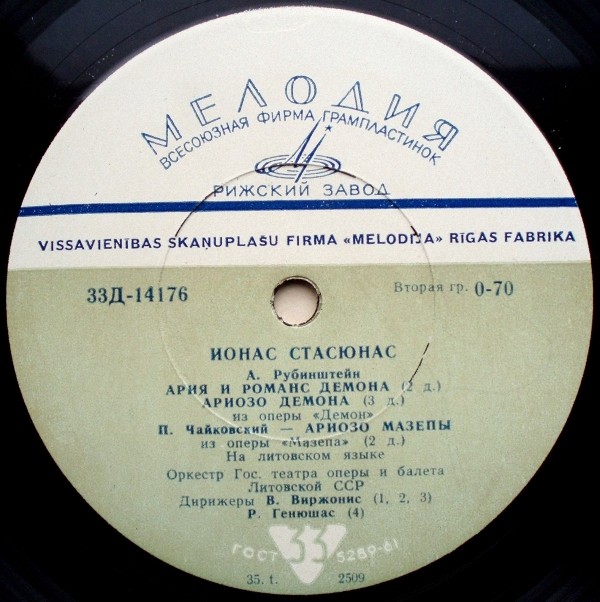 МЕЛОДИЯ
ВСЕСОЮЗНАЯ ФИРМА ГРАМПЛАСТИНОК
РИЖСКИЙ ЗАВОД
VISSAVIENĪBAS SKAŅUPLAŠU FIRMA «MELODIJA» RĪGAS FABRIKA
33Д-14176
Вторая гр. 0-70
ИОНАС СТАСЮНАС
А. Рубинштейн
АРИЯ И РОМАНС ДЕМОНА (2 д.)
АРИОЗО ДЕМОНА (3 д.)
из оперы «Демон»
П. Чайковский — АРИОЗО МАЗЕПЫ
из оперы «Мазепа» (2 д.)
На литовском языке
Оркестр Гос. театра оперы и балета
Литовской ССР
Дирижеры В. Виржонис (1, 2, 3)
Р. Генюшас (4)
ГОСТ 33 5289-61
35. t. 2509